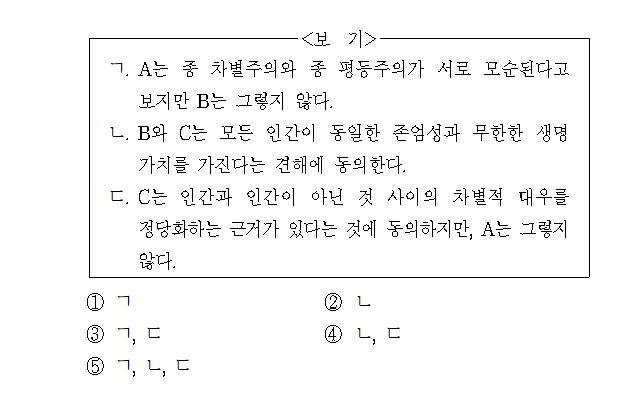 <보 기>
ㄱ. A는 종 차별주의와 종 평등주의가 서로 모순된다고
보지만 B는 그렇지 않다.
ㄴ. B와 C는 모든 인간이 동일한 존엄성과 무한한 생명
가치를 가진다는 견해에 동의한다.
ㄷ. C는 인간과 인간이 아닌 것 사이의 차별적 대우를
정당화하는 근거가 있다는 것에 동의하지만, A는 그렇지
않다.
① ㄱ ② ㄴ
③ ㄱ, ㄷ ④ ㄴ, ㄷ
⑤ ㄱ, ㄴ, ㄷ